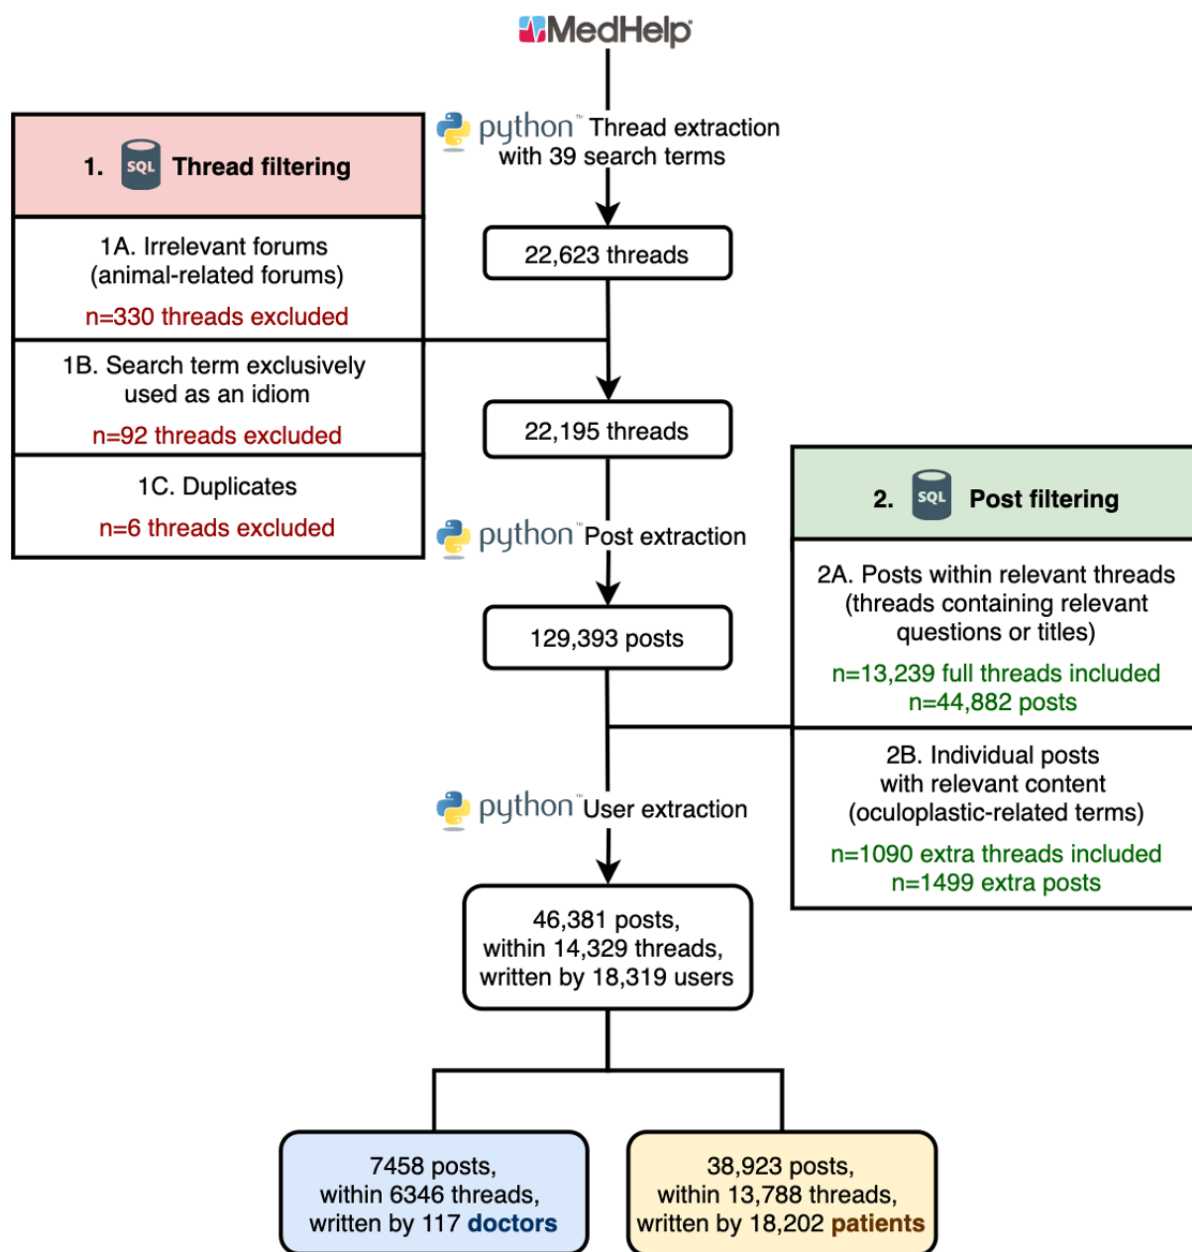 MedHelp
python™ Thread extraction
with 39 search terms
1. SQL Thread filtering
1A. Irrelevant forums
(animal-related forums)
n=330 threads excluded
1B. Search term exclusively
used as an idiom
n=92 threads excluded
1C. Duplicates
n=6 threads excluded
22,623 threads
22,195 threads
python™ Post extraction
129,393 posts
2. SQL Post filtering
2A. Posts within relevant threads
(threads containing relevant
questions or titles)
n=13,239 full threads included
n=44,882 posts
2B. Individual posts
with relevant content
(oculoplastic-related terms)
n=1090 extra threads included
n=1499 extra posts
python™ User extraction
46,381 posts,
within 14,329 threads,
written by 18,319 users
7458 posts,
within 6346 threads,
written by 117 doctors
38,923 posts,
within 13,788 threads,
written by 18,202 patients